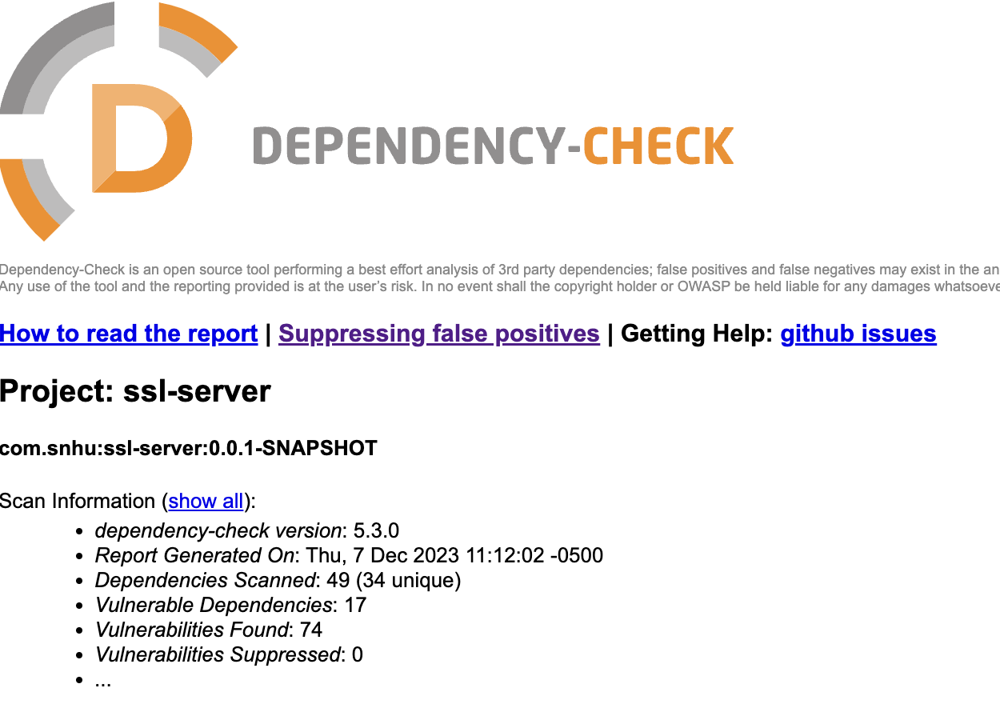 D
DEPENDENCY-CHECK
Dependency-Check is an open source tool performing a best effort analysis of 3rd party dependencies; false positives and false negatives may exist in the an
Any use of the tool and the reporting provided is at the user’s risk. In no event shall the copyright holder or OWASP be held liable for any damages whatsoeve
How to read the report | Suppressing false positives | Getting Help: github issues
Project: ssl-server
com.snhu:ssl-server:0.0.1-SNAPSHOT
Scan Information (show all):
• dependency-check version: 5.3.0
• Report Generated On: Thu, 7 Dec 2023 11:12:02 -0500
• Dependencies Scanned: 49 (34 unique)
• Vulnerable Dependencies: 17
• Vulnerabilities Found: 74
• Vulnerabilities Suppressed: 0
• ...